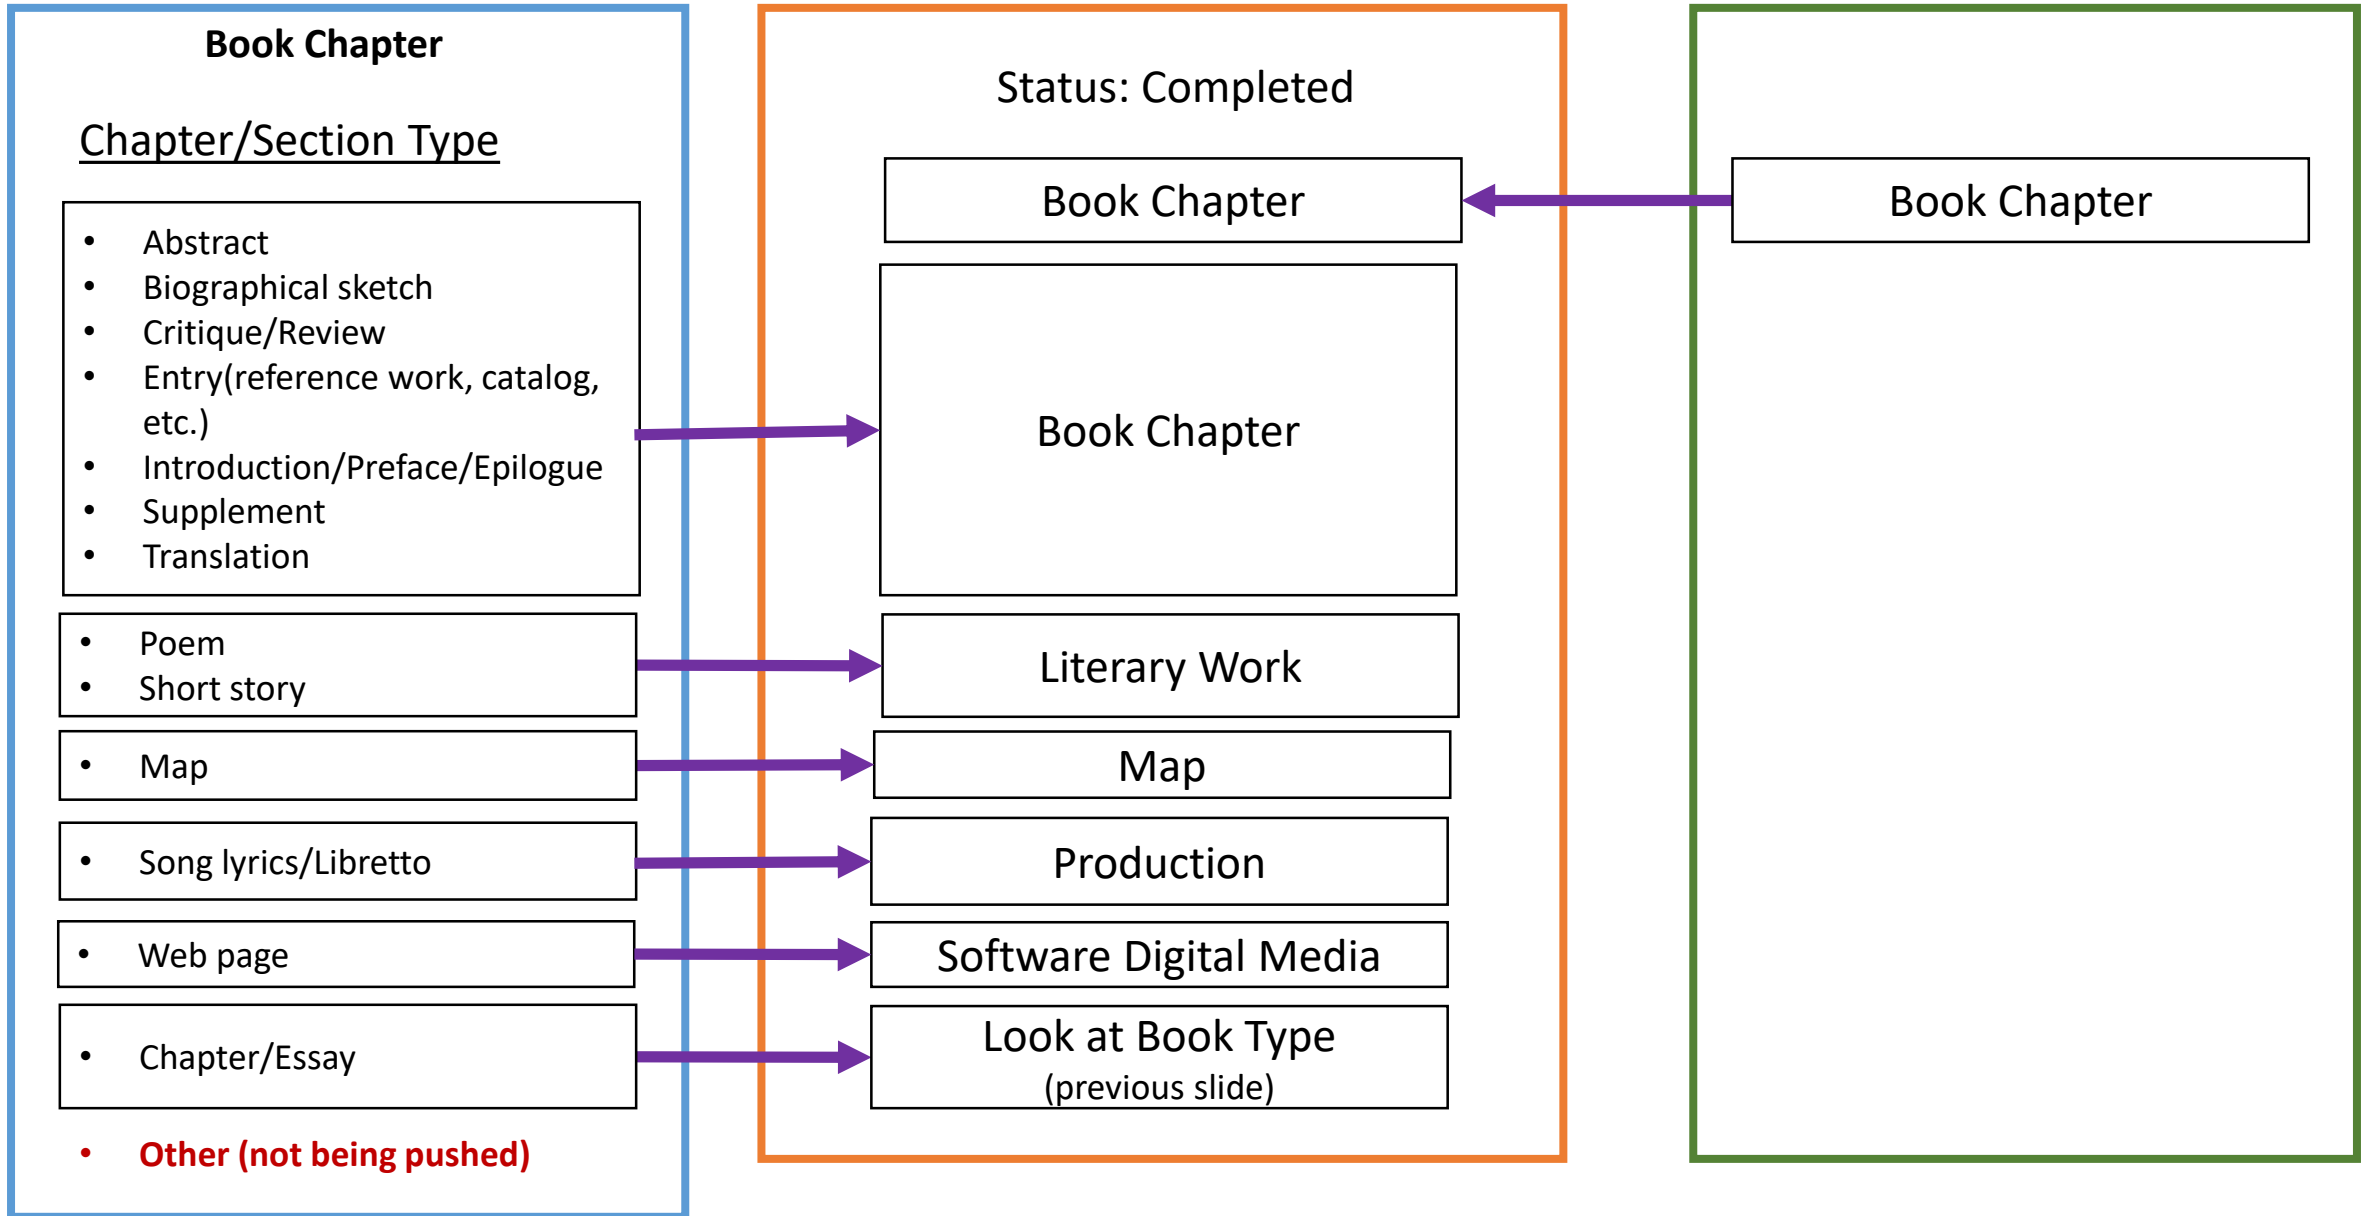 Book Chapter
Chapter/Section Type
• Abstract
• Biographical sketch
• Critique/Review
• Entry(reference work, catalog,
etc.)
• Introduction/Preface/Epilogue
• Supplement
• Translation
• Poem
• Short story
• Map
• Song lyrics/Libretto
• Web page
• Chapter/Essay
• Other (not being pushed)
Status: Completed
Book Chapter
Book Chapter
Literary Work
Map
Production
Software Digital Media
Look at Book Type
(previous slide)
Book Chapter